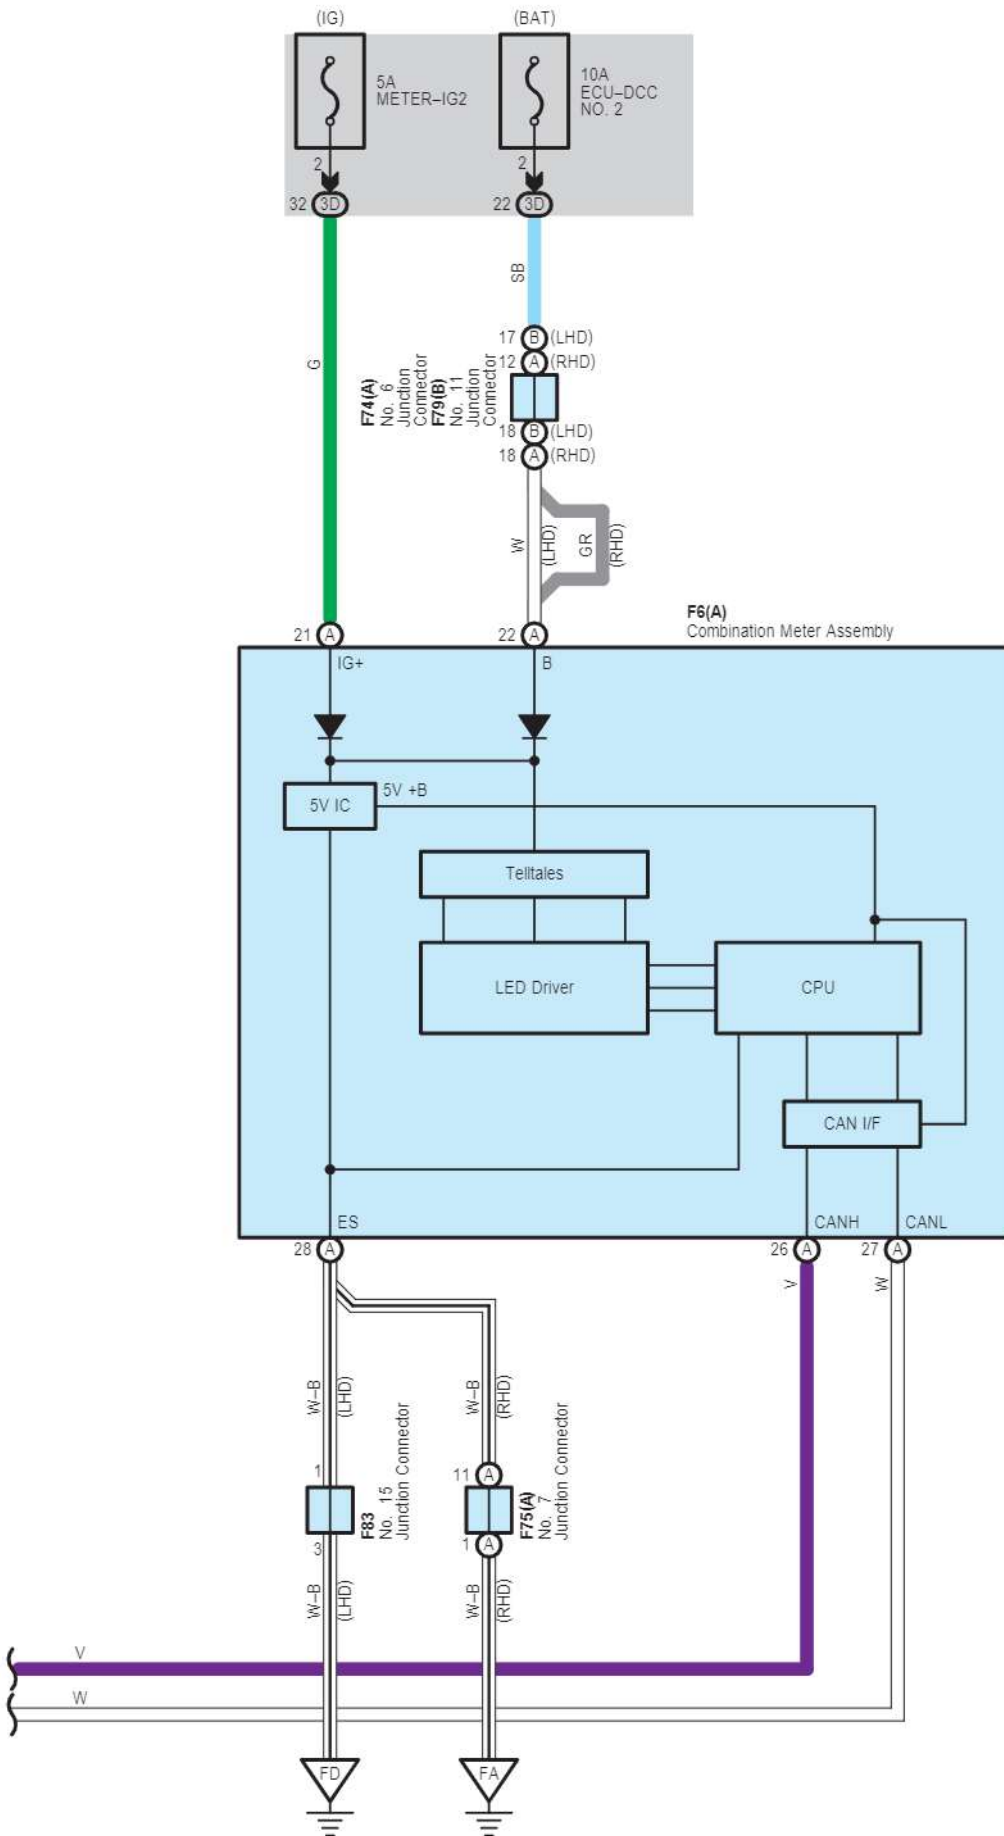 (IG)
(BAT)
5A
METER–IG2
10A
ECU–DCC
NO. 2
2
2
32 3D
22 3D
G
SB
17 B (LHD)
12 A (RHD)
F74(A)
No. 6
Junction
Connector
F79(B)
No. 11
Junction
Connector
18 B (LHD)
18 A (RHD)
W
(LHD)
GR
(RHD)
F6(A)
Combination Meter Assembly
21 A
22 A
IG+
B
5V IC
5V +B
Telltales
LED Driver
CPU
CAN I/F
ES
CANH
CANL
28 A
26 A
27 A
V
W
W–B
(LHD)
W–B
(RHD)
1
11 A
F83
No. 15
Junction Connector
F75(A)
No. 7
Junction Connector
3
1 A
W–B
(LHD)
W–B
(RHD)
V
W
FD
FA